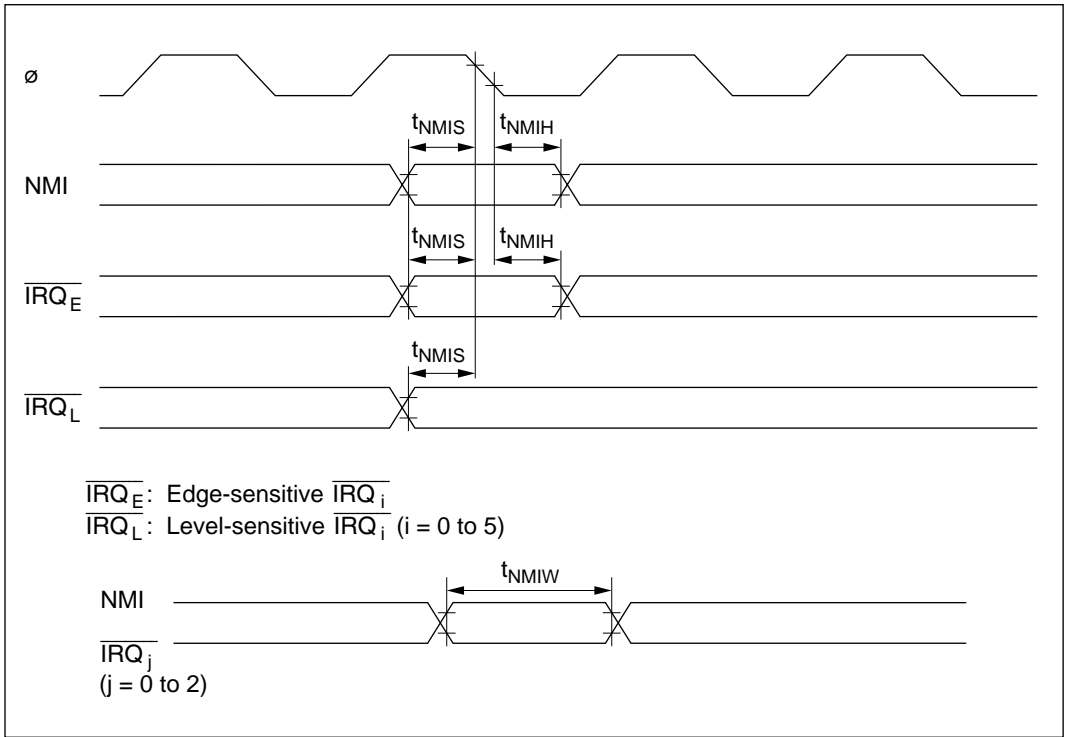 ø
tNMIS tNMIH
NMI
tNMIS tNMIH
IRQE
tNMIS
IRQL
IRQE: Edge-sensitive IRQi
IRQL: Level-sensitive IRQi (i = 0 to 5)
tNMIW
NMI
IRQj
(j = 0 to 2)